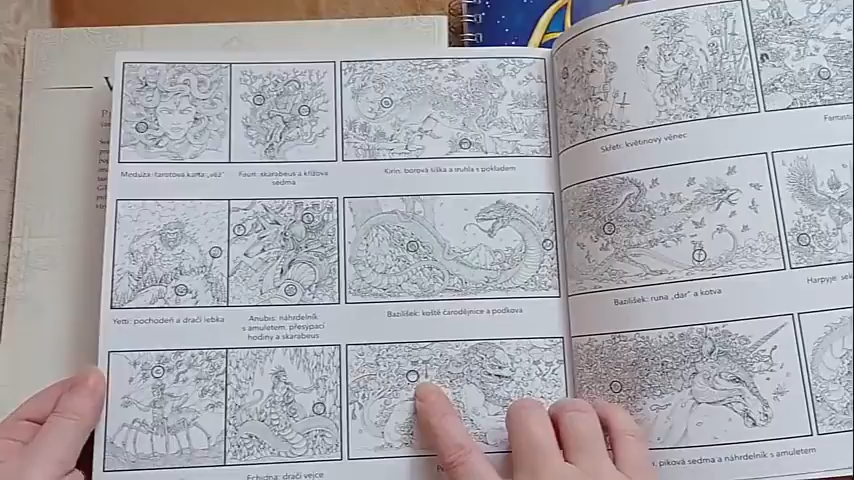 Medúza: tarotová karta „věž“
Faun: skarabeus a křížová
sedma
Kirin: borová šiška a mušla s pokladem
Yetti: pochodeň a dračí lebka
Anubis: náhrdelník
s amuletem, přesýpací
hodiny a skarabeus
Bazilišek: koště čarodějnice a podkova
Echidna: dračí vejce
Skřeti: květinový věnec
Bazilišek: runa „dar“ a kotva
Harpyje:
, piková sedma a náhrdelník s amuletem